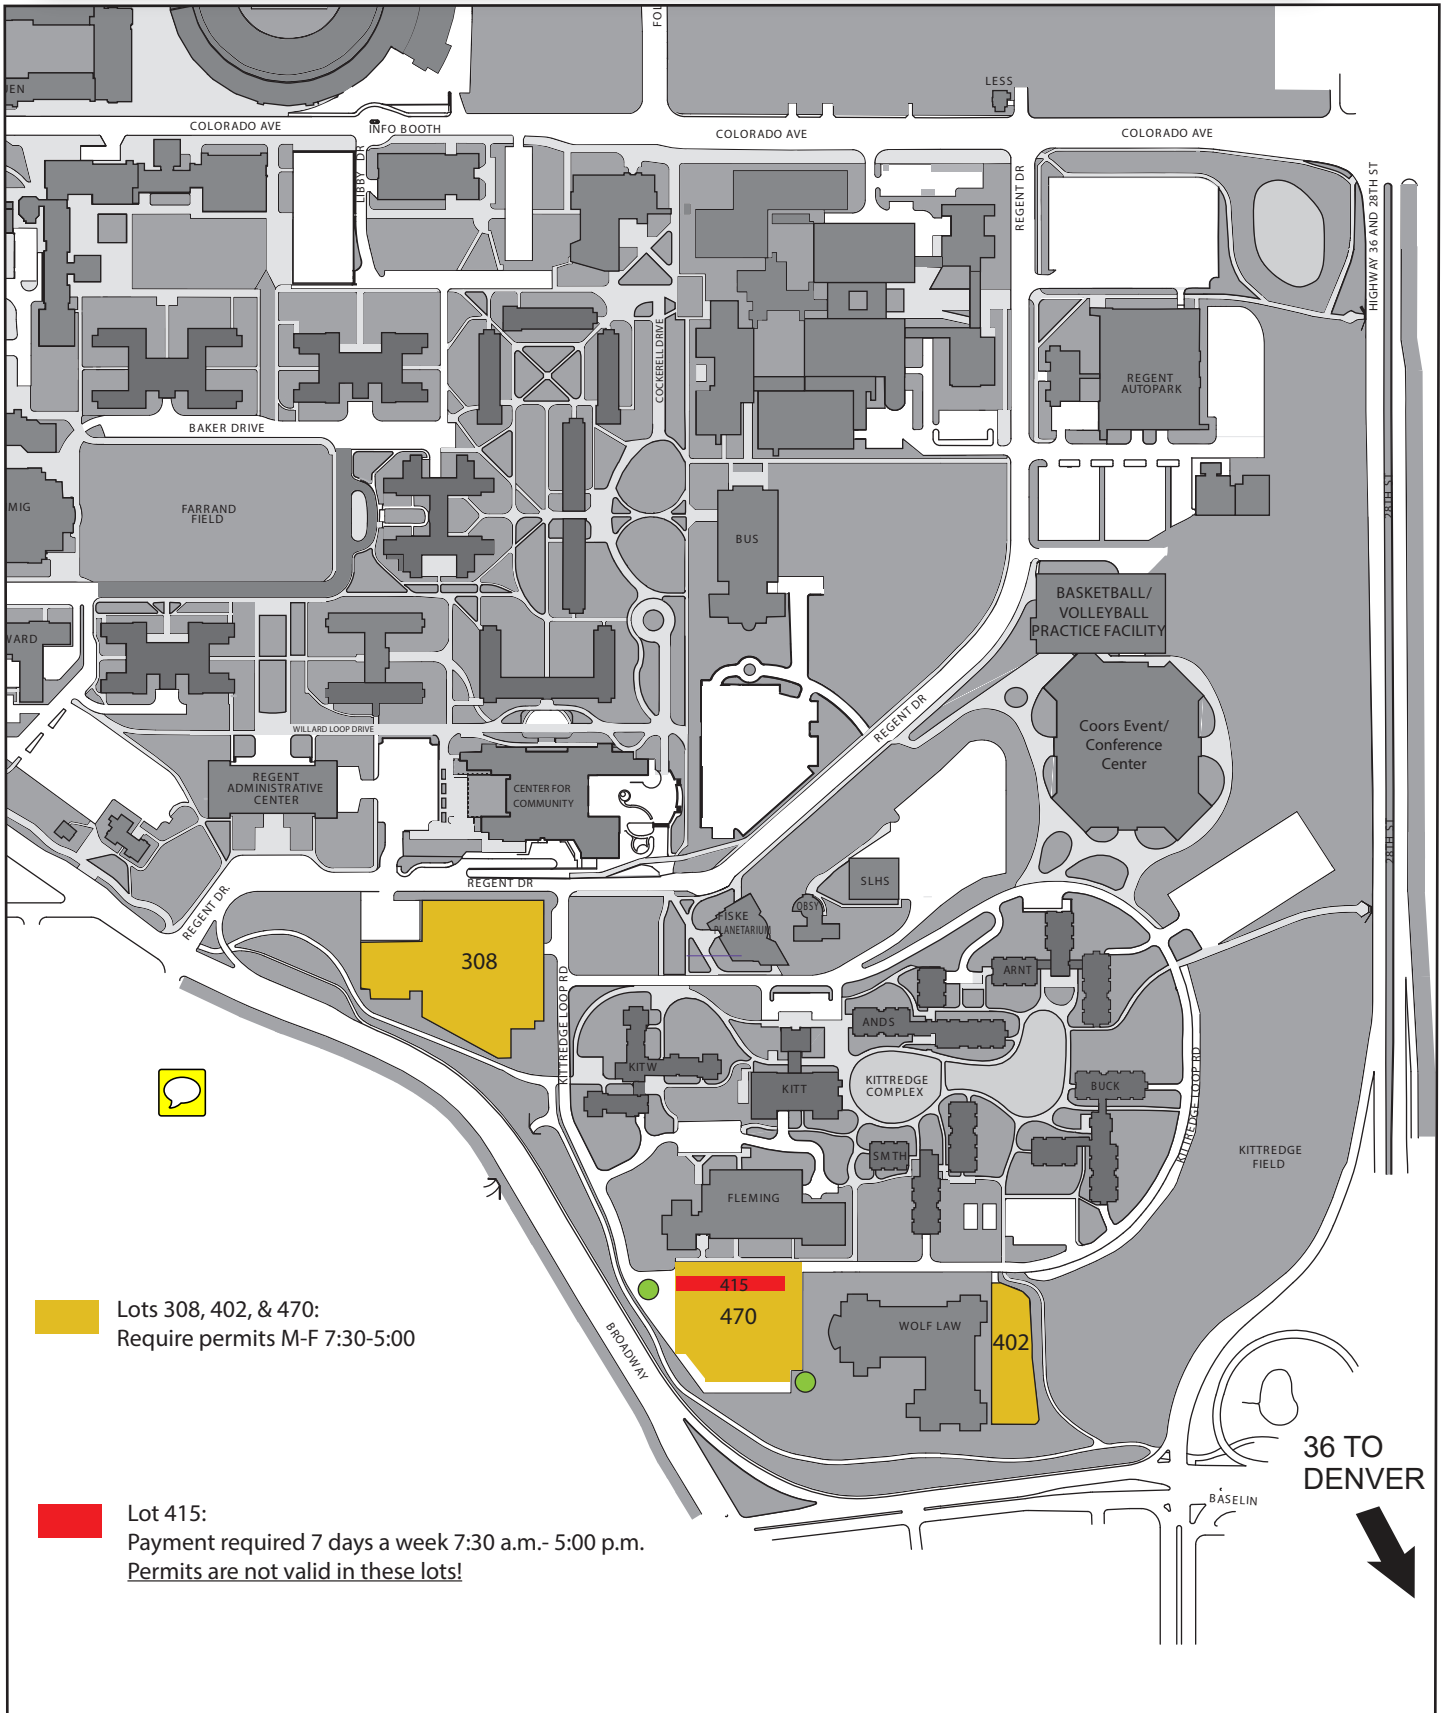 FOL
LESS
UEN
COLORADO AVE
INFO BOOTH
COLORADO AVE
COLORADO AVE
LIBBY DR
REGENT DR
HIGHWAY 36 AND 28TH ST
COCKERELL DRIVE
REGENT
AUTOPARK
BAKER DRIVE
MIG
FARRAND
FIELD
BUS
28TH ST
BASKETBALL/
VOLLEYBALL
PRACTICE FACILITY
WARD
REGENT DR
Coors Event/
Conference
Center
WILLARD LOOP DRIVE
REGENT
ADMINISTRATIVE
CENTER
CENTER FOR
COMMUNITY
28TH ST
REGENT DR
SLHS
REGENT DR.
OBSY
FISKE
PLANETARIUM
308
ARNT
KITTREDGE LOOP RD
ANDS
KITW
KITT
KITTREDGE
COMPLEX
BUCK
KITTREDGE LOOP RD
SMTH
KITTREDGE
FIELD
FLEMING
415
470
WOLF LAW
402
BROADWAY
Lots 308, 402, & 470:
Require permits M-F 7:30-5:00
36 TO
DENVER
BASELIN
Lot 415:
Payment required 7 days a week 7:30 a.m.- 5:00 p.m.
Permits are not valid in these lots!